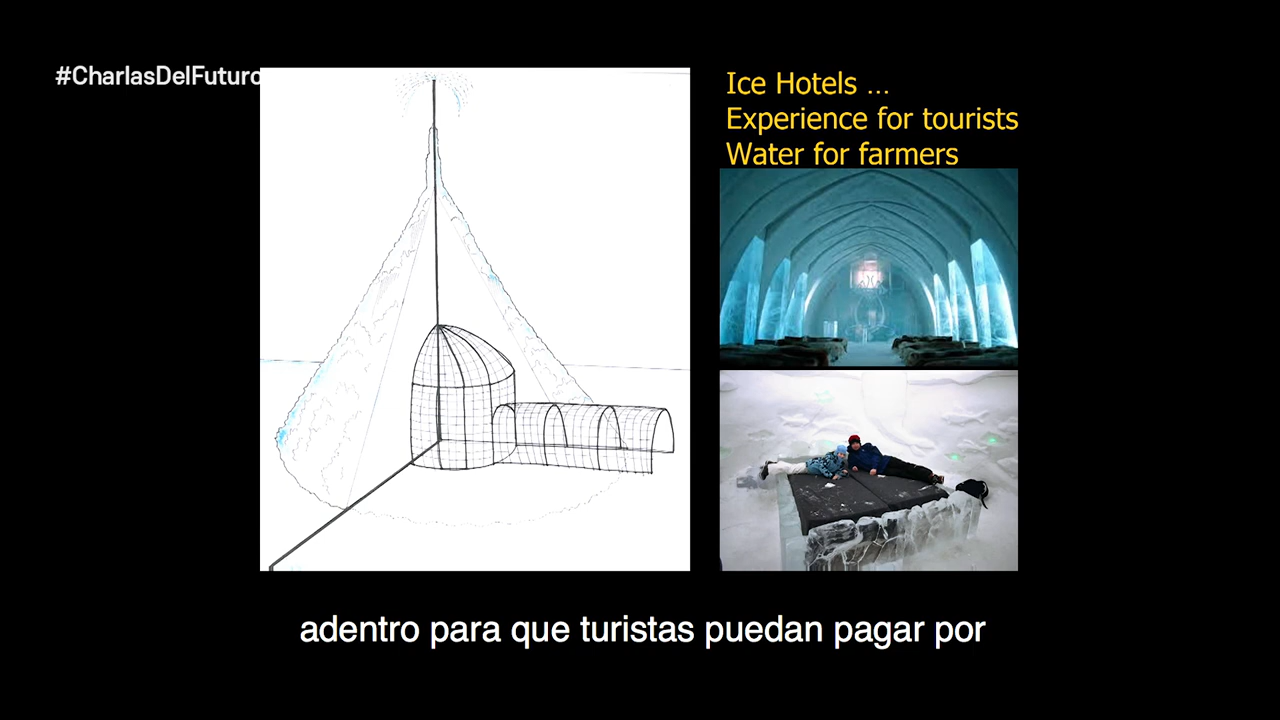 #CharlasDelFuturo
Ice Hotels ...
Experience for tourists
Water for farmers
adentro para que turistas puedan pagar por